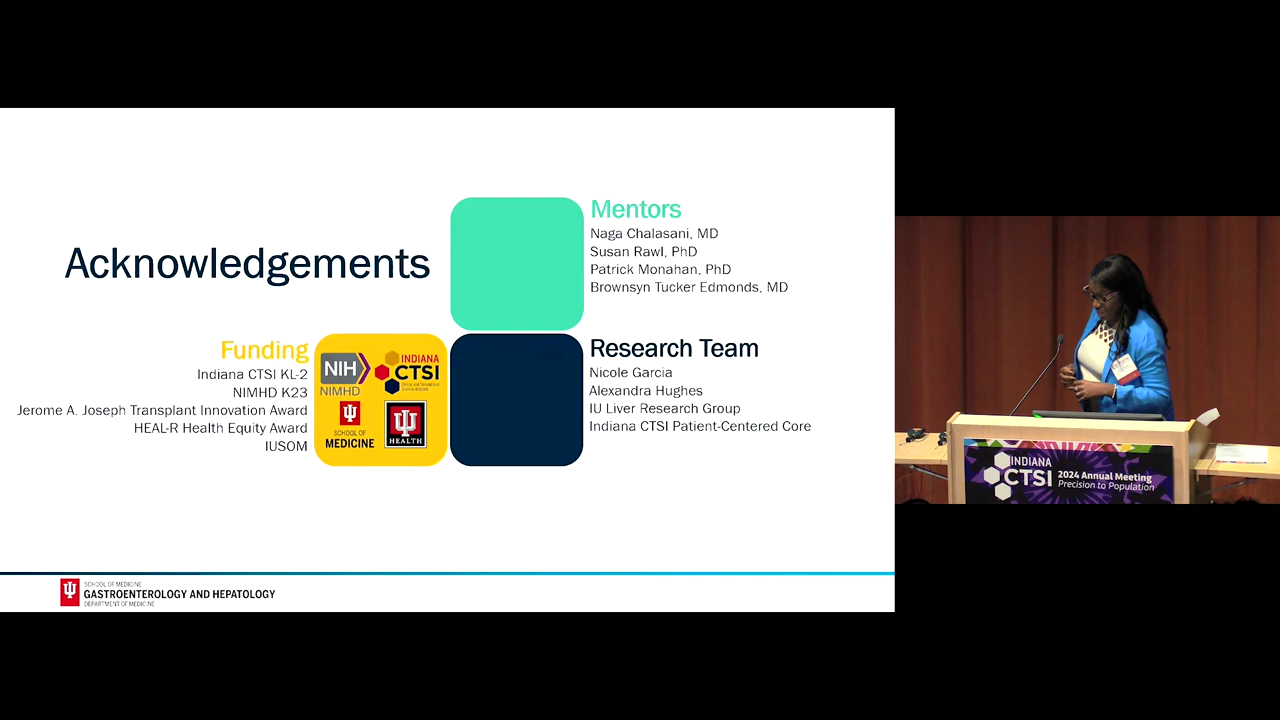 Acknowledgements
Mentors
Naga Chalasani, MD
Susan Rawl, PhD
Patrick Monahan, PhD
Brownsyn Tucker Edmonds, MD
Funding
Indiana CTSI KL-2
NIMHD K23
Jerome A. Joseph Transplant Innovation Award
HEAL-R Health Equity Award
IUSOM
NIH
NIMHD
INDIANA
CTSI
SCHOOL OF
MEDICINE
HEALTH
Research Team
Nicole Garcia
Alexandra Hughes
IU Liver Research Group
Indiana CTSI Patient-Centered Core
SCHOOL OF MEDICINE
GASTROENTEROLOGY AND HEPATOLOGY
DEPARTMENT OF MEDICINE
INDIANA
CTSI
2024 Annual Meeting
Precision to Population